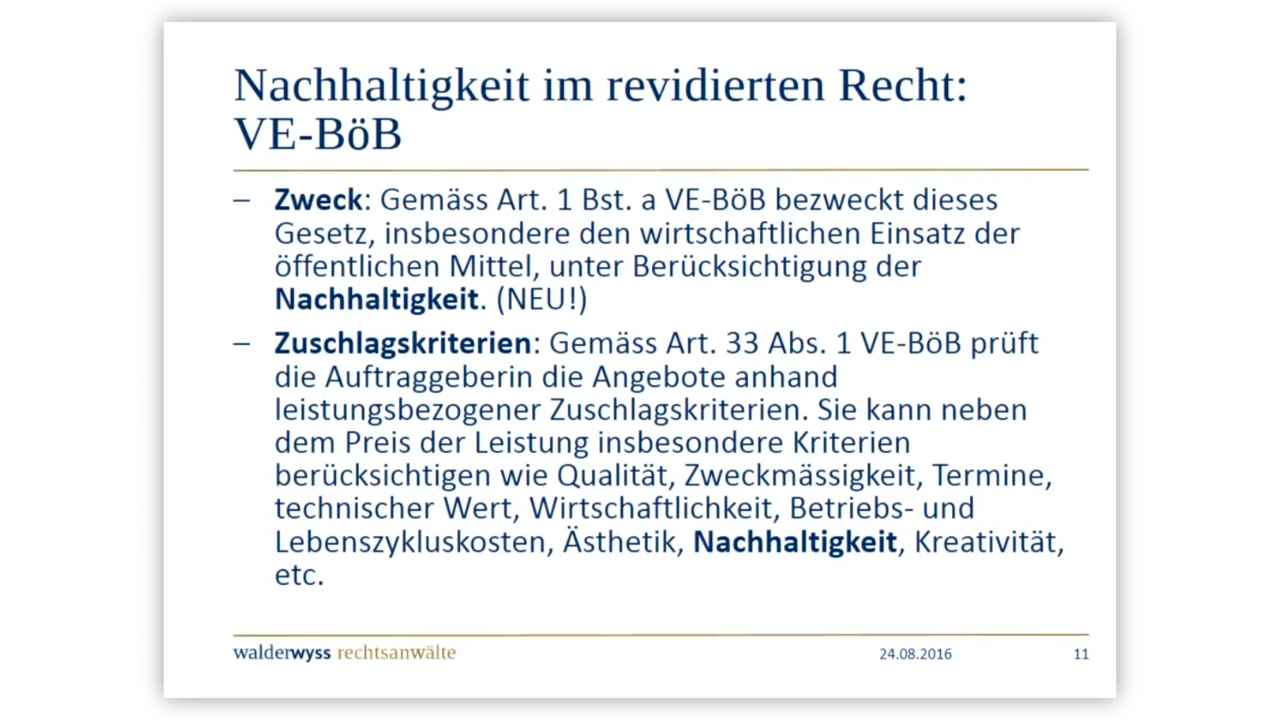 Nachhaltigkeit im revidierten Recht:
VE-BöB
– Zweck: Gemäss Art. 1 Bst. a VE-BöB bezweckt dieses
Gesetz, insbesondere den wirtschaftlichen Einsatz der
öffentlichen Mittel, unter Berücksichtigung der
Nachhaltigkeit. (NEU!)
– Zuschlagskriterien: Gemäss Art. 33 Abs. 1 VE-BöB prüft
die Auftraggeberin die Angebote anhand
leistungsbezogener Zuschlagskriterien. Sie kann neben
dem Preis der Leistung insbesondere Kriterien
berücksichtigen wie Qualität, Zweckmässigkeit, Termine,
technischer Wert, Wirtschaftlichkeit, Betriebs- und
Lebenszykluskosten, Ästhetik, Nachhaltigkeit, Kreativität,
etc.
walderwyss rechtsanwälte 24.08.2016 11